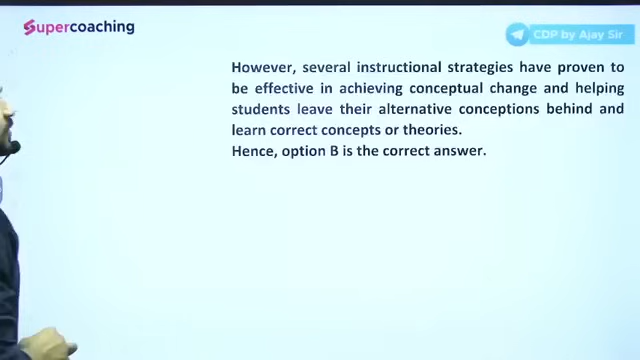 Supercoaching
CDP by Ajay Sir
However, several instructional strategies have proven to
be effective in achieving conceptual change and helping
students leave their alternative conceptions behind and
learn correct concepts or theories.
Hence, option B is the correct answer.